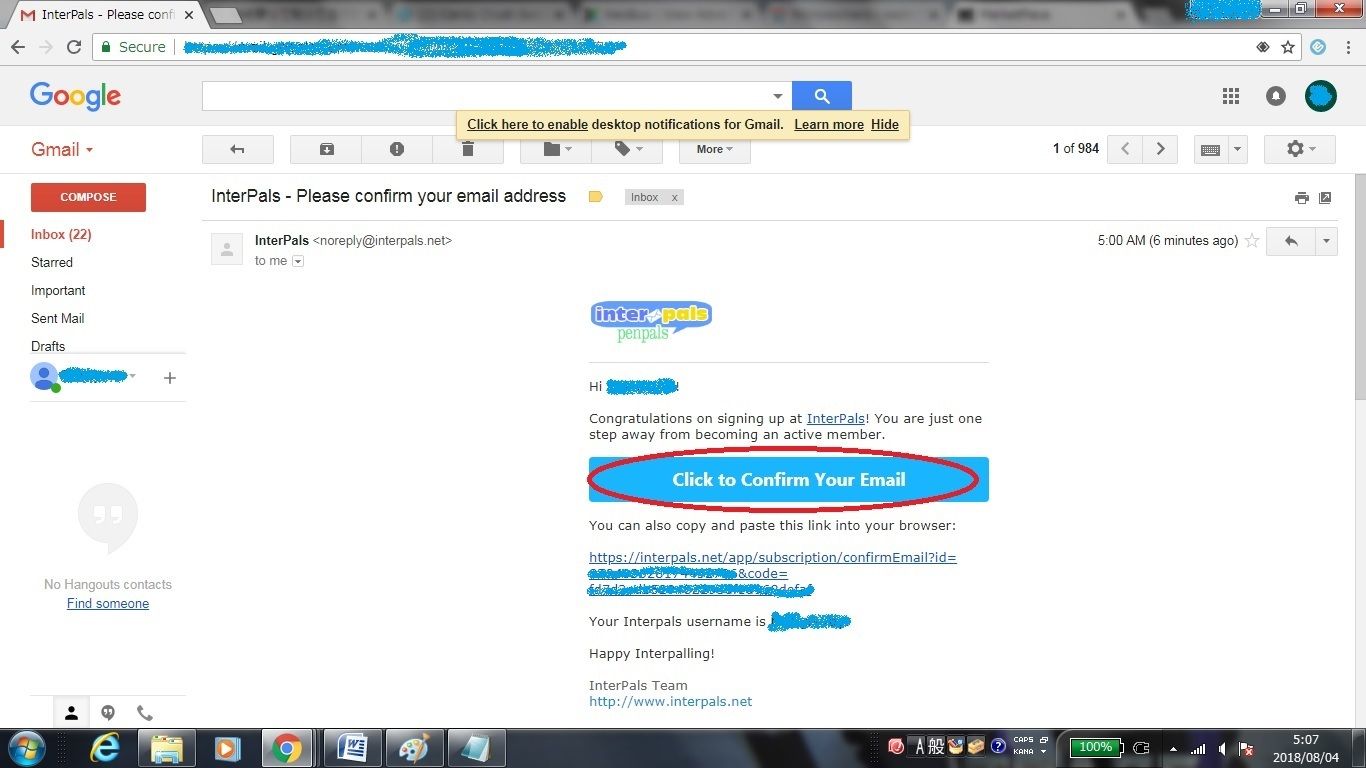 InterPals - Please confi
Secure
Google
Click here to enable desktop notifications for Gmail. Learn more Hide
Gmail
More
1 of 984
COMPOSE
InterPals - Please confirm your email address
Inbox x
Inbox (22)
Starred
Important
Sent Mail
Drafts
InterPals <noreply@interpals.net>
5:00 AM (6 minutes ago)
to me
inter pals
penpals
Hi
Congratulations on signing up at InterPals! You are just one
step away from becoming an active member.
Click to Confirm Your Email
You can also copy and paste this link into your browser:
https://interpals.net/app/subscription/confirmEmail?id=
&code=
Your Interpals username is
Happy Interpalling!
InterPals Team
http://www.interpals.net
No Hangouts contacts
Find someone
A 般
CAPS
KANA
100%
5:07
2018/08/04